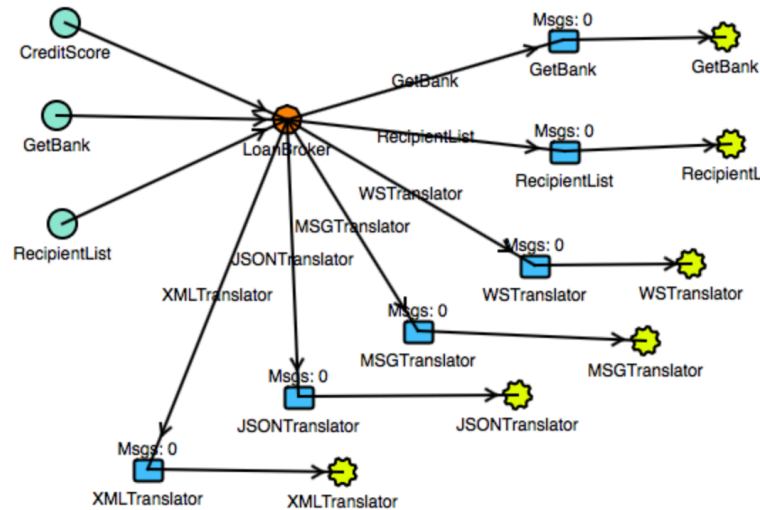 Msgs: 0
CreditScore
GetBank
GetBank
GetBank
Msgs: 0
GetBank
RecipientList
LoanBroker
RecipientL
RecipientList
WSTranslator
MSGTranslator
Msgs: 0
RecipientList
JSONTranslator
WSTranslator
WSTranslator
XMLTranslator
Msgs: 0
MSGTranslator
MSGTranslator
Msgs: 0
JSONTranslator
JSONTranslator
Msgs: 0
XMLTranslator
XMLTranslator